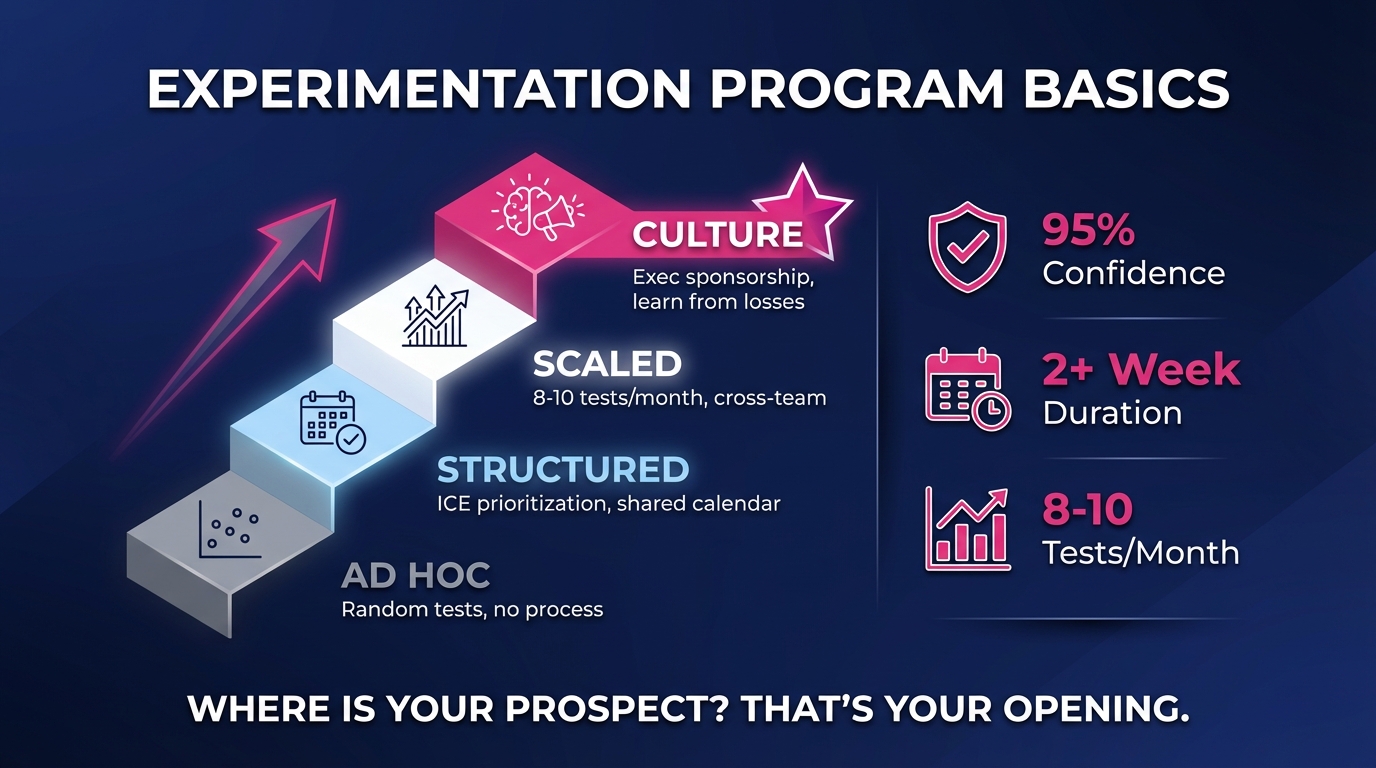 EXPERIMENTATION PROGRAM BASICS
CULTURE
Exec sponsorship,
learn from losses
SCALED
8-10 tests/month, cross-team
STRUCTURED
ICE prioritization, shared calendar
AD HOC
Random tests, no process
95%
Confidence
2+ Week
Duration
8-10
Tests/Month
WHERE IS YOUR PROSPECT? THAT’S YOUR OPENING.